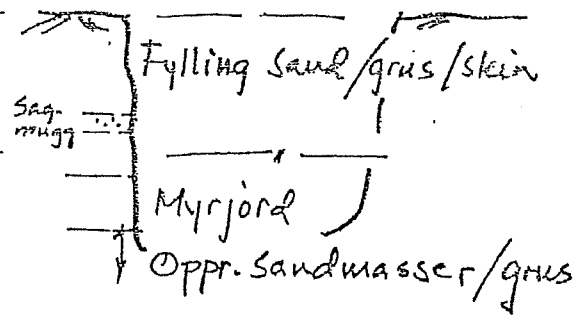 Fylling sand/grus/stein
Sag-
mugg
Myrjord
Oppr. sandmasser/grus